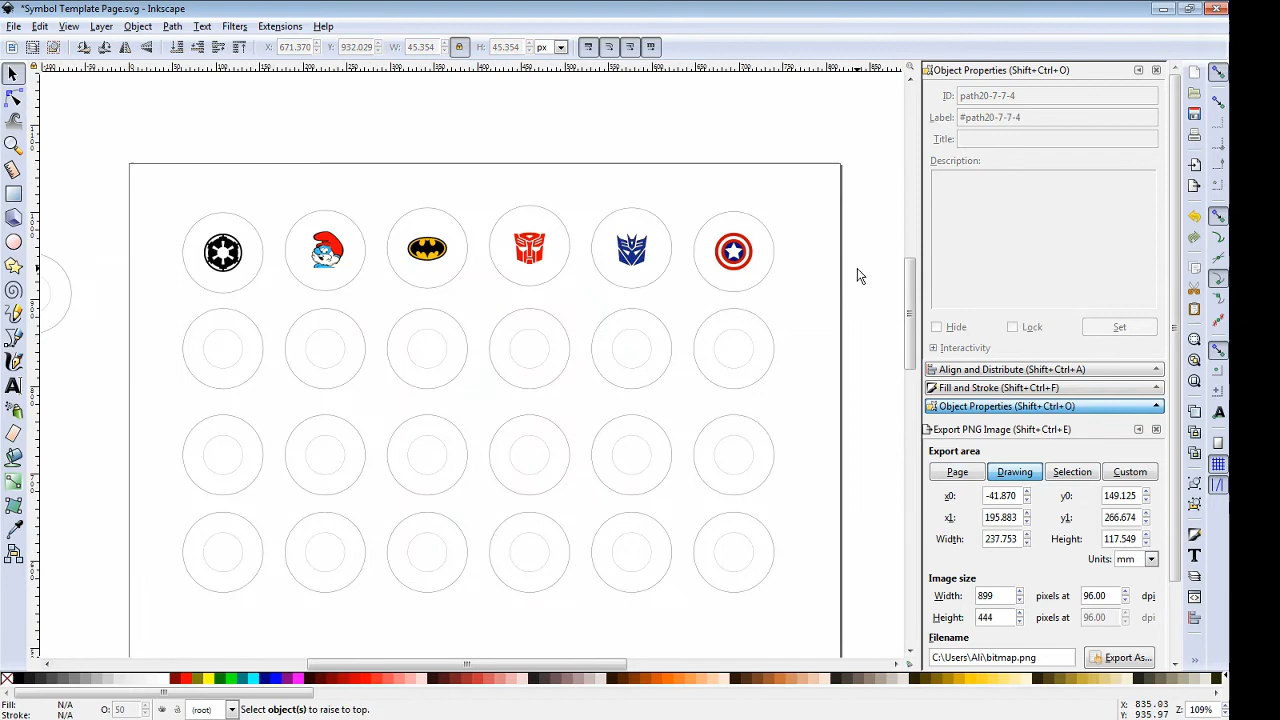 *Symbol Template Page.svg - Inkscape
File Edit View Layer Object Path Text Filters Extensions Help
X: 671.370 Y: 932.029 W: 45.354 H: 45.354 px
Object Properties (Shift+Ctrl+O)
ID: path20-7-7-4
Label: #path20-7-7-4
Title:
Description:
Hide Lock Set
Interactivity
Align and Distribute (Shift+Ctrl+A)
Fill and Stroke (Shift+Ctrl+F)
Object Properties (Shift+Ctrl+O)
Export PNG Image (Shift+Ctrl+E)
Export area
Page Drawing Selection Custom
x0: -41.870 y0: 149.125
x1: 195.883 y1: 266.674
Width: 237.753 Height: 117.549
Units: mm
Image size
Width: 899 pixels at 96.00 dpi
Height: 444 pixels at 96.00 dpi
Filename
C:\Users\Ali\bitmap.png Export As...
Fill: N/A
Stroke: N/A
O: 50 (root) Select object(s) to raise to top.
X: 835.03
Y: 935.97
Z: 109%